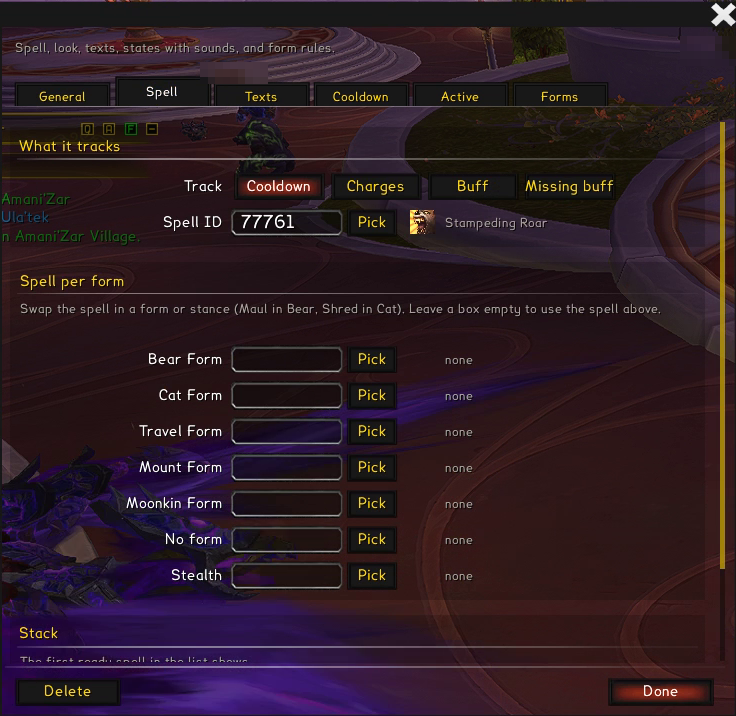 Spell, look, texts, states with sounds, and form rules.
General Spell Texts Cooldown Active Forms
Q A F
What it tracks
Track Cooldown Charges Buff Missing buff
Amani'Zar
Ula'tek
n Amani'Zar Village.
Spell ID 77761 Pick Stampeding Roar
Spell per form
Swap the spell in a form or stance (Maul in Bear, Shred in Cat). Leave a box empty to use the spell above.
Bear Form Pick none
Cat Form Pick none
Travel Form Pick none
Mount Form Pick none
Moonkin Form Pick none
No form Pick none
Stealth Pick none
Stack
The first ready spell in the list shows
Delete Done